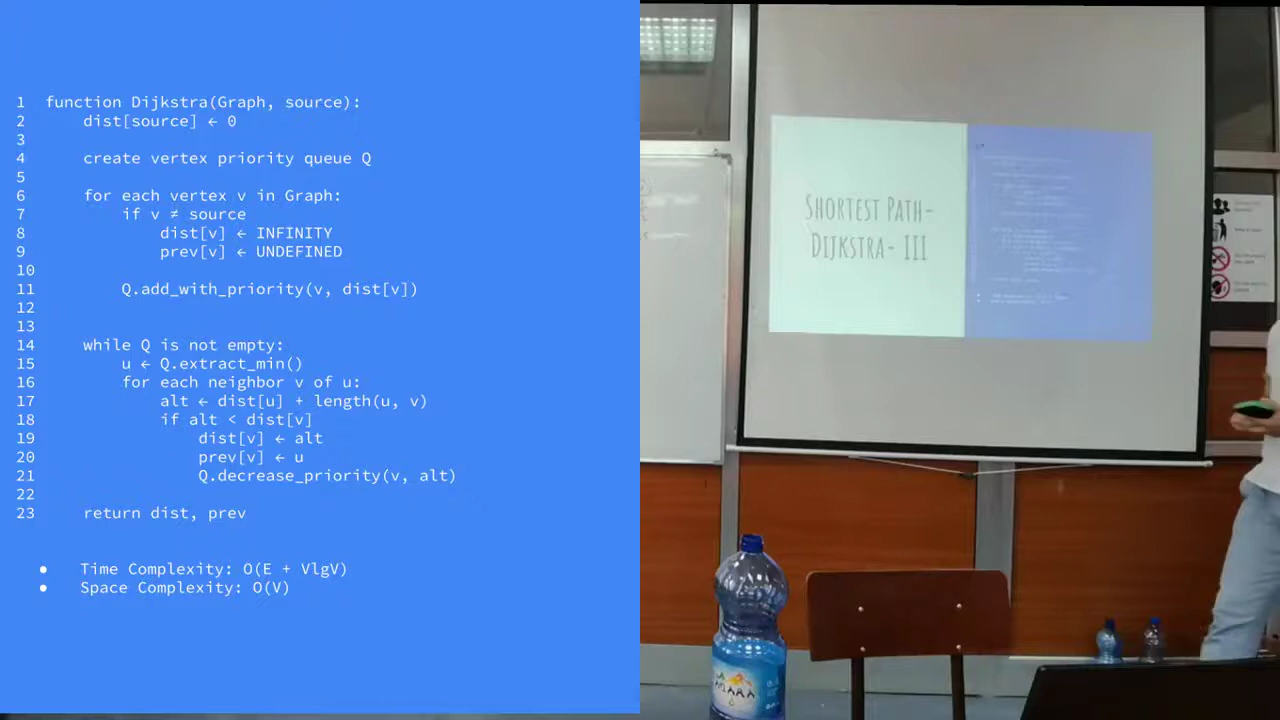 1 function Dijkstra(Graph, source):
2 dist[source] ← 0
3
4 create vertex priority queue Q
5
6 for each vertex v in Graph:
7 if v ≠ source
8 dist[v] ← INFINITY
9 prev[v] ← UNDEFINED
10
11 Q.add_with_priority(v, dist[v])
12
13
14 while Q is not empty:
15 u ← Q.extract_min()
16 for each neighbor v of u:
17 alt ← dist[u] + length(u, v)
18 if alt < dist[v]
19 dist[v] ← alt
20 prev[v] ← u
21 Q.decrease_priority(v, alt)
22
23 return dist, prev
● Time Complexity: O(E + VlgV)
● Space Complexity: O(V)
SHORTEST PATH-
DIJKSTRA- III